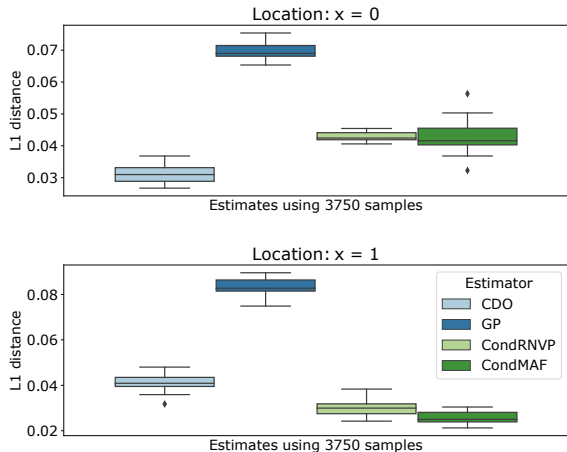 Location: x = 0
0.07
0.06
0.05
0.04
0.03
L1 distance
Estimates using 3750 samples
Location: x = 1
0.08
0.06
0.04
0.02
L1 distance
Estimator
CDO
GP
CondRNVP
CondMAF
Estimates using 3750 samples